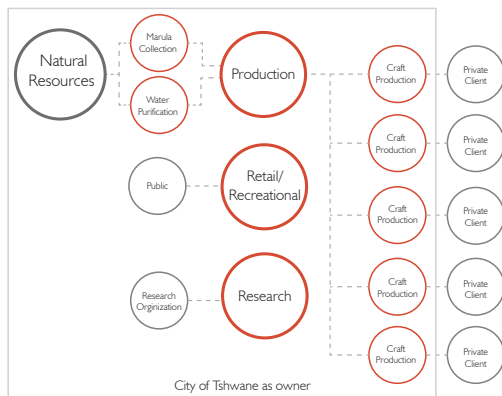 Natural
Resources
Marula
Collection
Water
Purification
Production
Craft
Production
Private
Client
Craft
Production
Private
Client
Public
Retail/
Recreational
Craft
Production
Private
Client
Research
Orginization
Research
Craft
Production
Private
Client
Craft
Production
Private
Client
City of Tshwane as owner